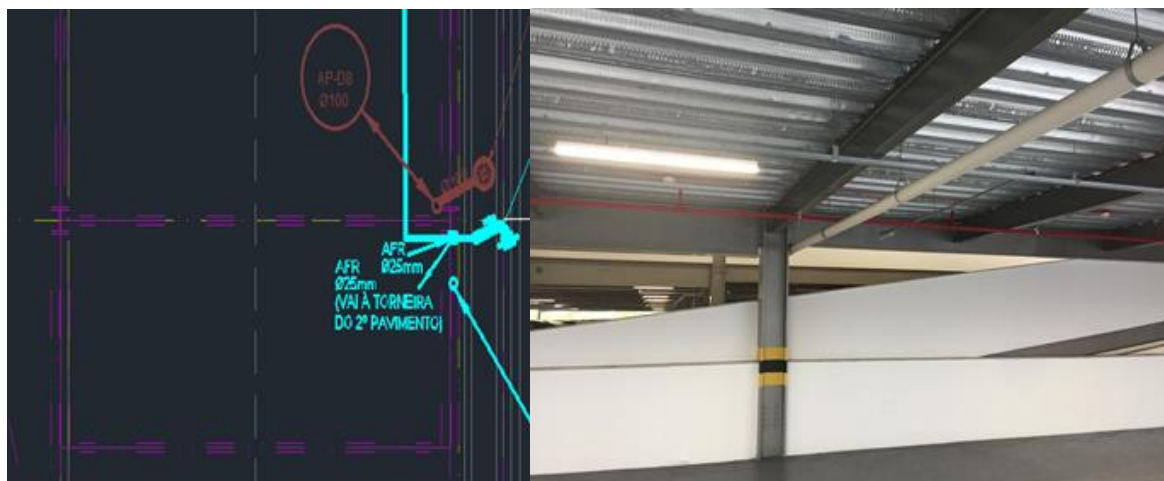 AP-D8
Ø100
AFR
Ø25mm
AFR
Ø25mm
(VAI À TORNEIRA
DO 2º PAVIMENTO)